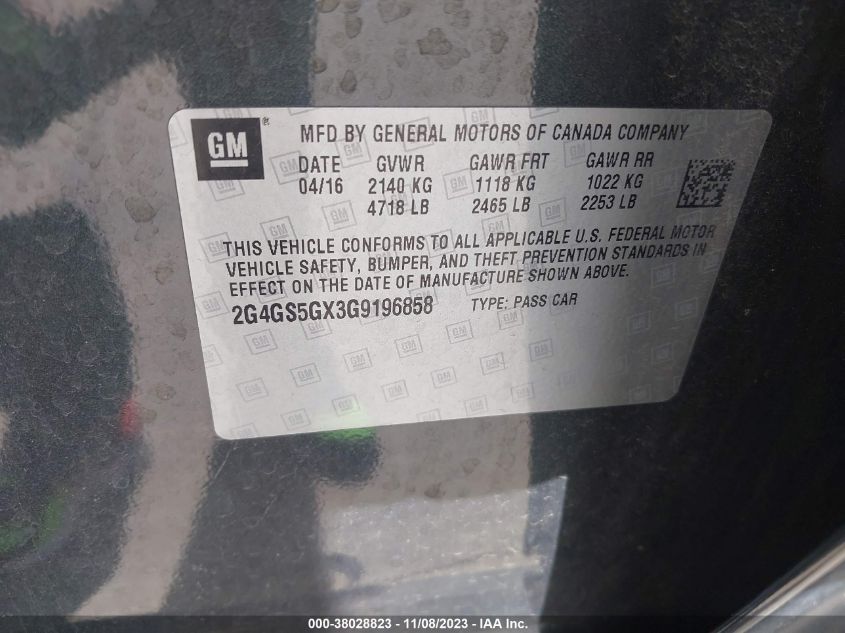 GM ® MFD BY GENERAL MOTORS OF CANADA COMPANY
DATE GVWR GAWR FRT GAWR RR
04/16 2140 KG 1118 KG 1022 KG
4718 LB 2465 LB 2253 LB
THIS VEHICLE CONFORMS TO ALL APPLICABLE U.S. FEDERAL MOTOR
VEHICLE SAFETY, BUMPER, AND THEFT PREVENTION STANDARDS IN
EFFECT ON THE DATE OF MANUFACTURE SHOWN ABOVE.
2G4GS5GX3G9196858 TYPE: PASS CAR
000-38028823 - 11/08/2023 - IAA Inc.